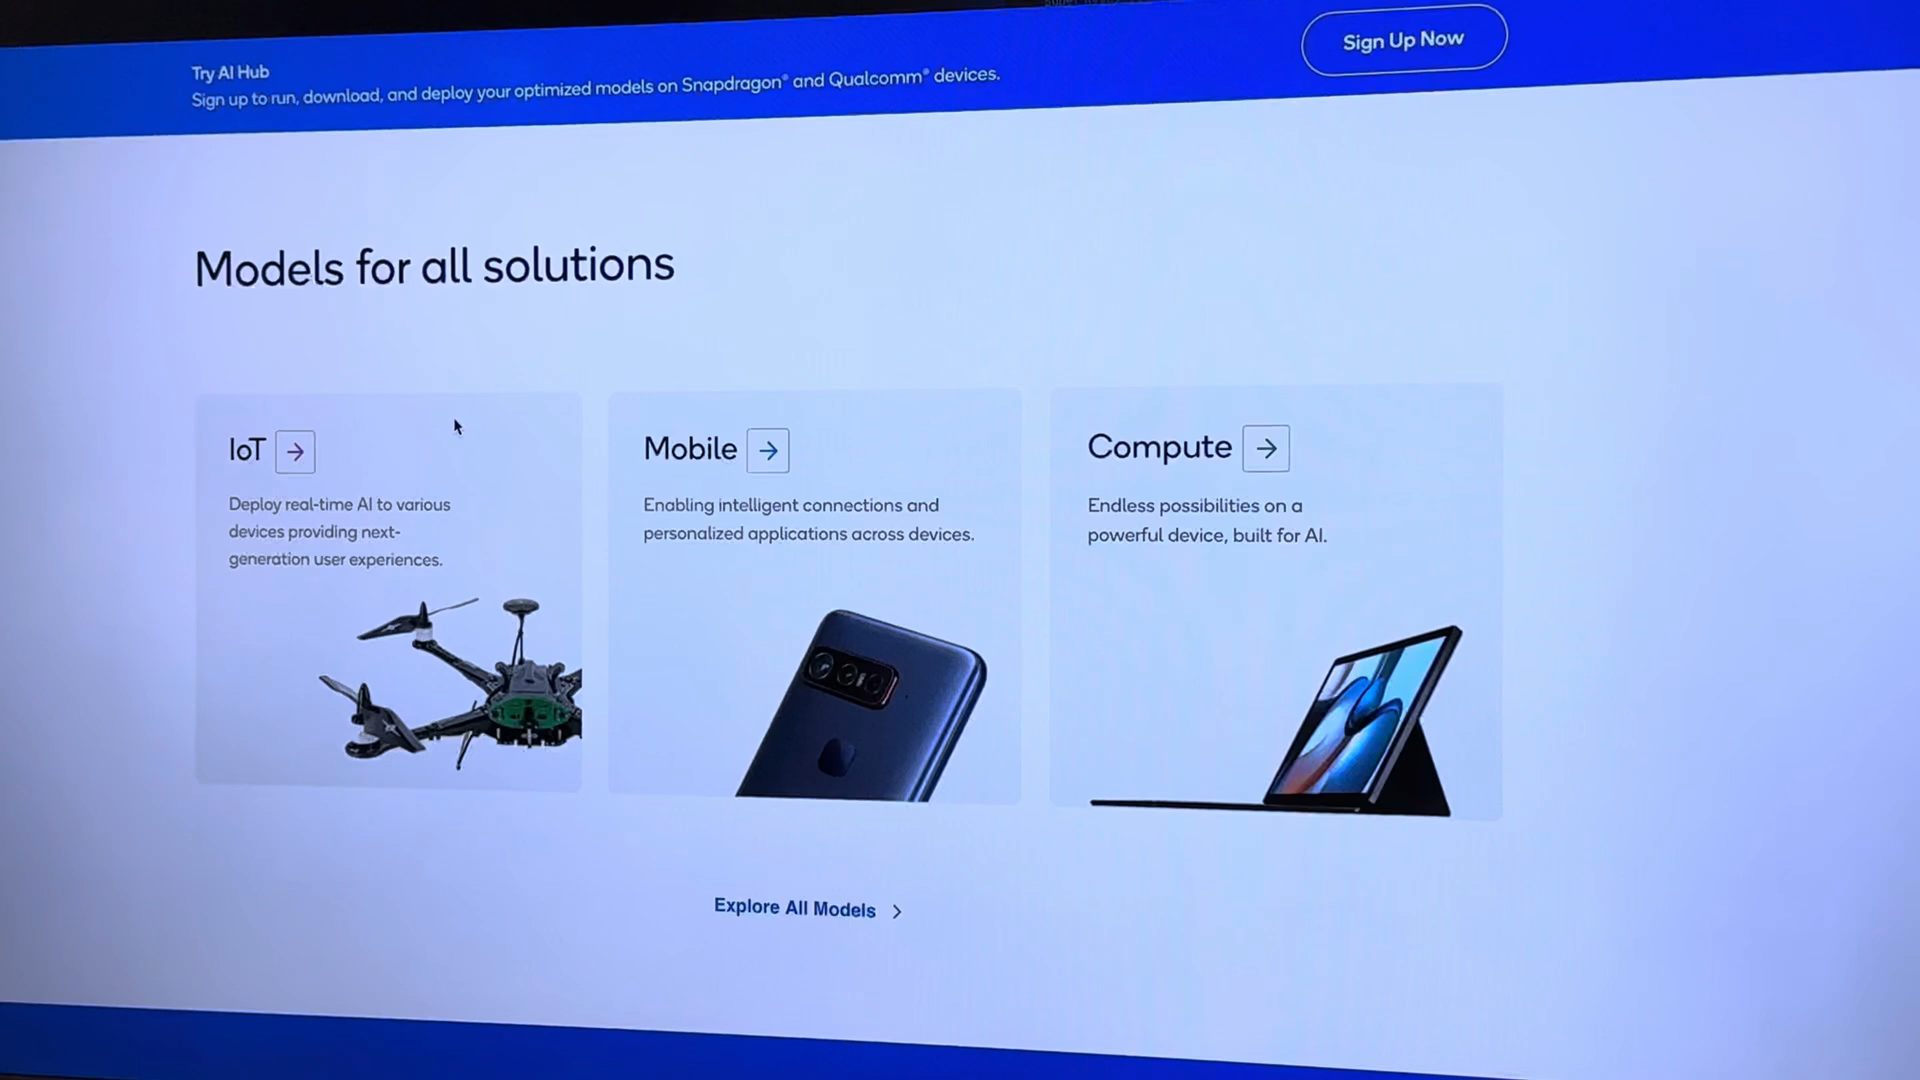 Try AI Hub
Sign up to run, download, and deploy your optimized models on Snapdragon® and Qualcomm® devices.
Sign Up Now
Models for all solutions
IoT
Deploy real-time AI to various
devices providing next-
generation user experiences.
Mobile
Enabling intelligent connections and
personalized applications across devices.
Compute
Endless possibilities on a
powerful device, built for AI.
Explore All Models